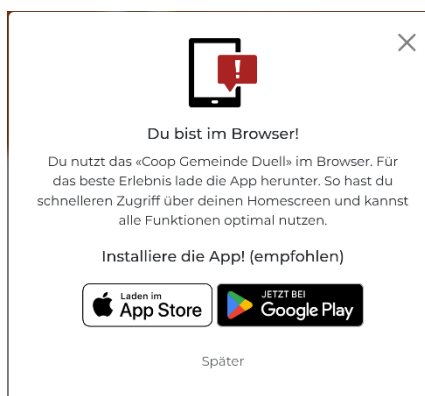 !
Du bist im Browser!
Du nutzt das «Coop Gemeinde Duell» im Browser. Für
das beste Erlebnis lade die App herunter. So hast du
schnelleren Zugriff über deinen Homescreen und kannst
alle Funktionen optimal nutzen.
Installiere die App! (empfohlen)
Laden im
App Store
JETZT BEI
Google Play
Später